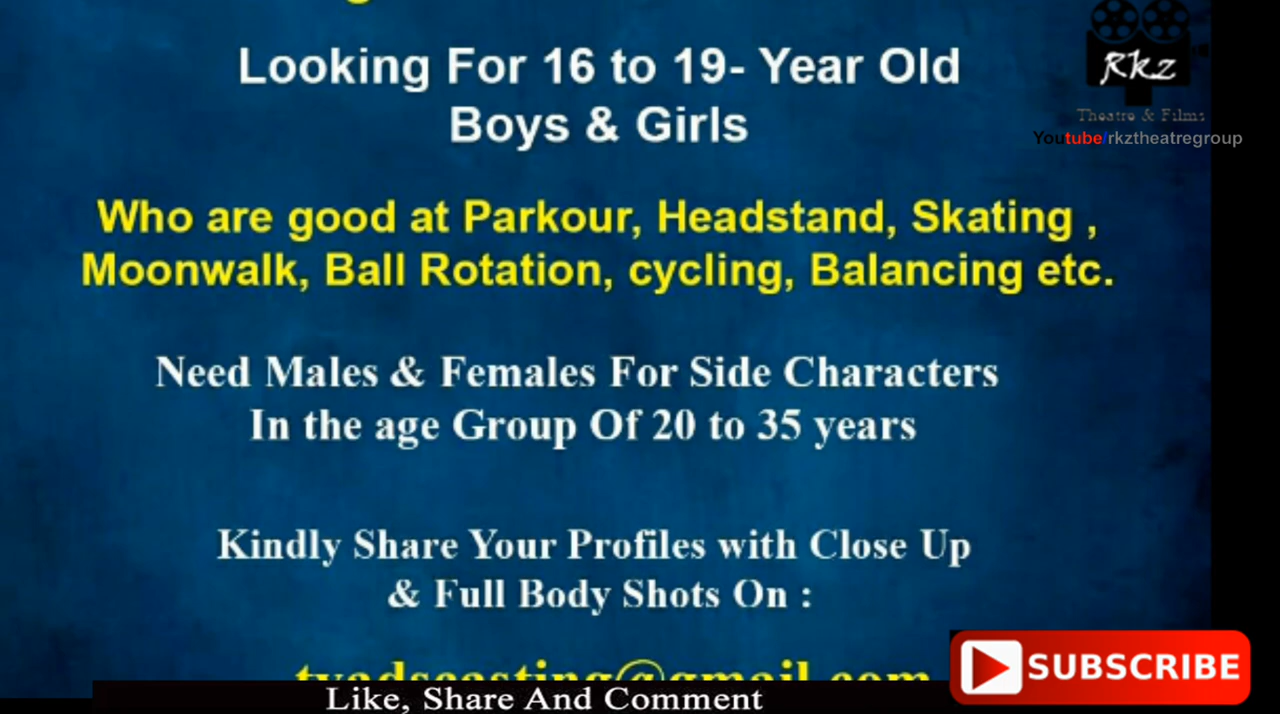 Looking For 16 to 19- Year Old
Boys & Girls
Who are good at Parkour, Headstand, Skating ,
Moonwalk, Ball Rotation, cycling, Balancing etc.
Need Males & Females For Side Characters
In the age Group Of 20 to 35 years
Kindly Share Your Profiles with Close Up
& Full Body Shots On :
tvadscasting@gmail.com
Rkz
Theatre & Films
Youtube/rkztheatregroup
SUBSCRIBE
Like, Share And Comment